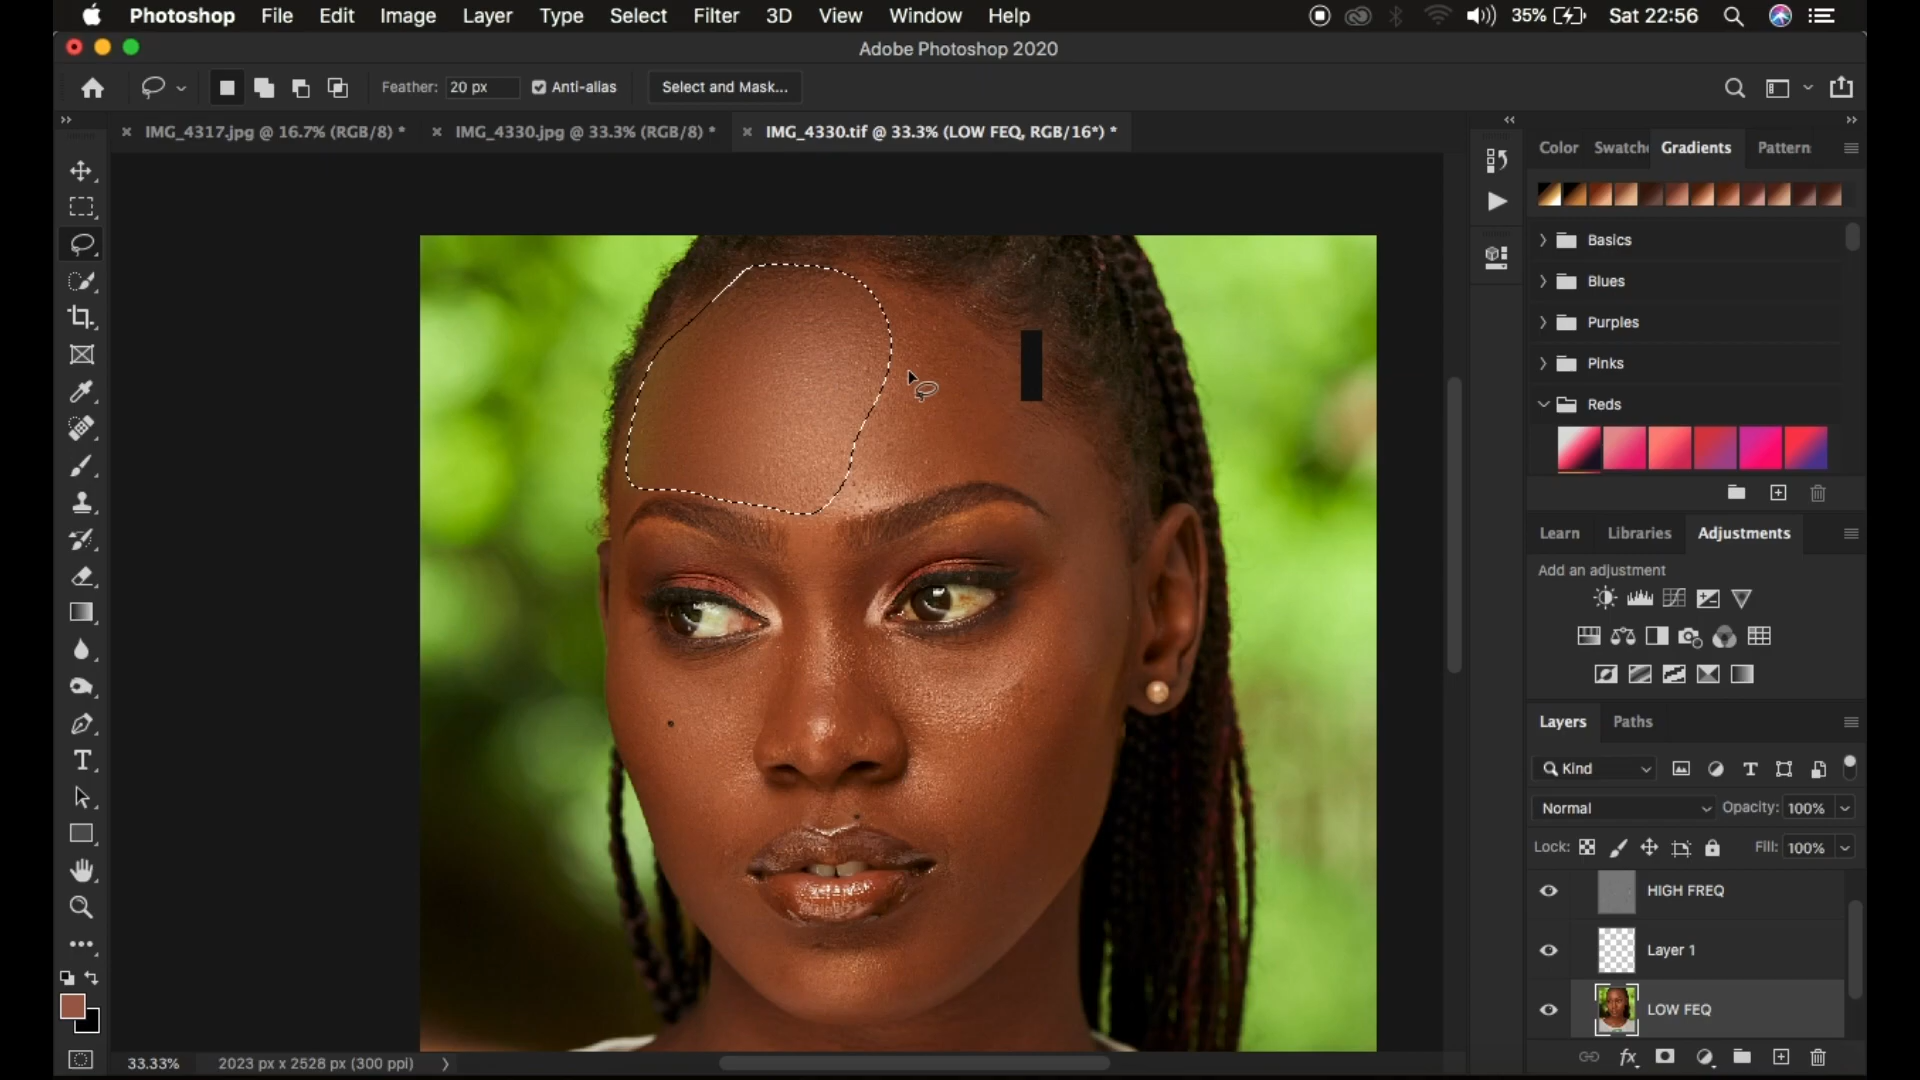 Photoshop File Edit Image Layer Type Select Filter 3D View Window Help 35% Sat 22:56
Adobe Photoshop 2020
Feather: 20 px Anti-alias Select and Mask...
IMG_4317.jpg @ 16.7% (RGB/8) * IMG_4330.jpg @ 33.3% (RGB/8) * IMG_4330.tif @ 33.3% (LOW FEQ, RGB/16*) *
Color Swatche Gradients Pattern
Basics
Blues
Purples
Pinks
Reds
Learn Libraries Adjustments
Add an adjustment
Layers Paths
Kind
Normal Opacity: 100%
Lock: Fill: 100%
HIGH FREQ
Layer 1
LOW FEQ
fx
33.33% 2023 px x 2528 px (300 ppi)